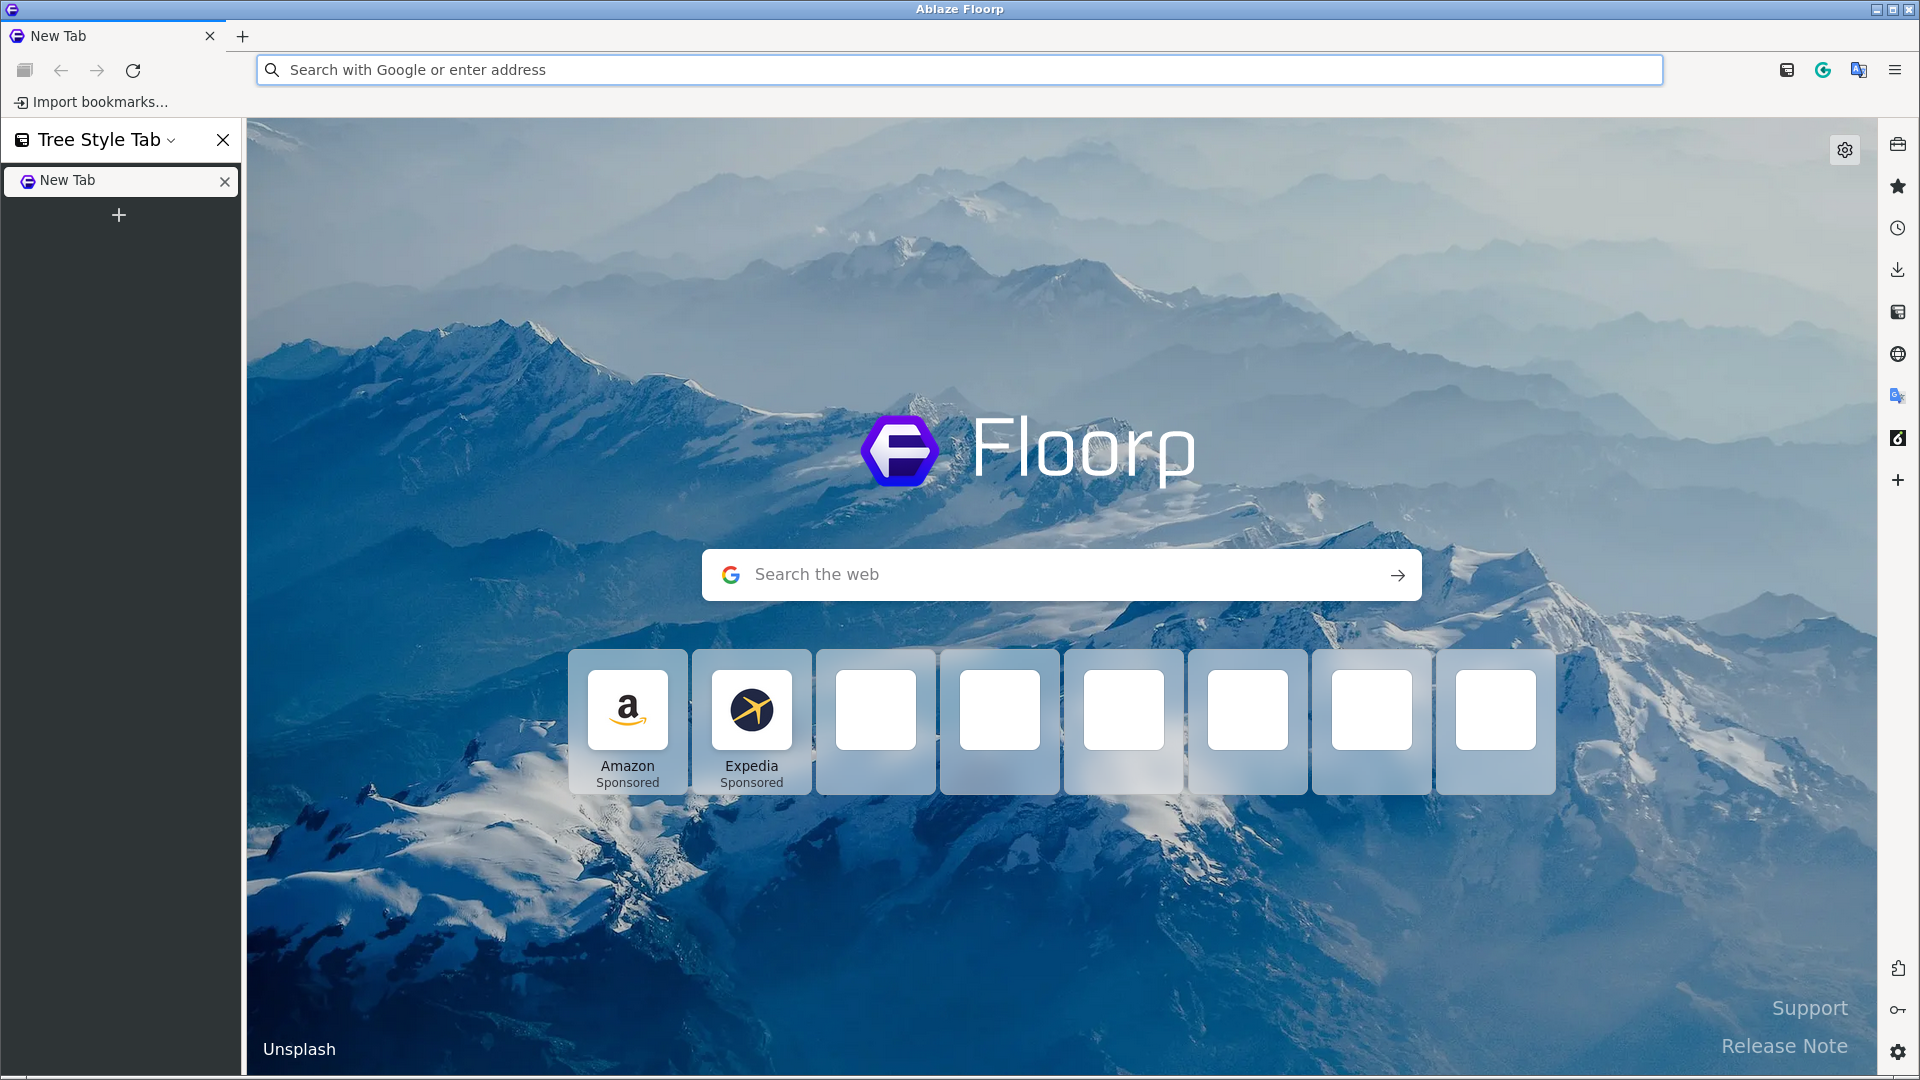 Ablaze Floorp
New Tab
Search with Google or enter address
Import bookmarks...
Tree Style Tab
New Tab
Floorp
Search the web
Amazon
Sponsored
Expedia
Sponsored
Support
Release Note
Unsplash